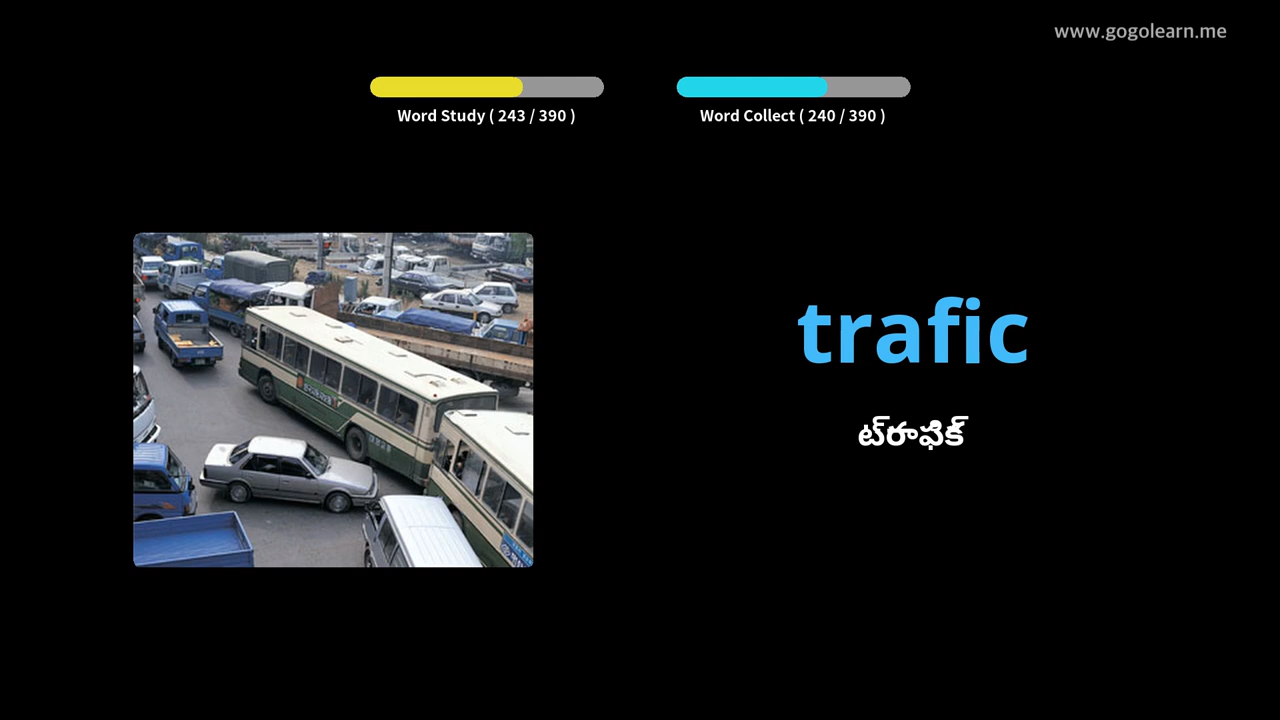 www.gogolearn.me
Word Study ( 243 / 390 )
Word Collect ( 240 / 390 )
trafic
ట్‌రాఫిక్